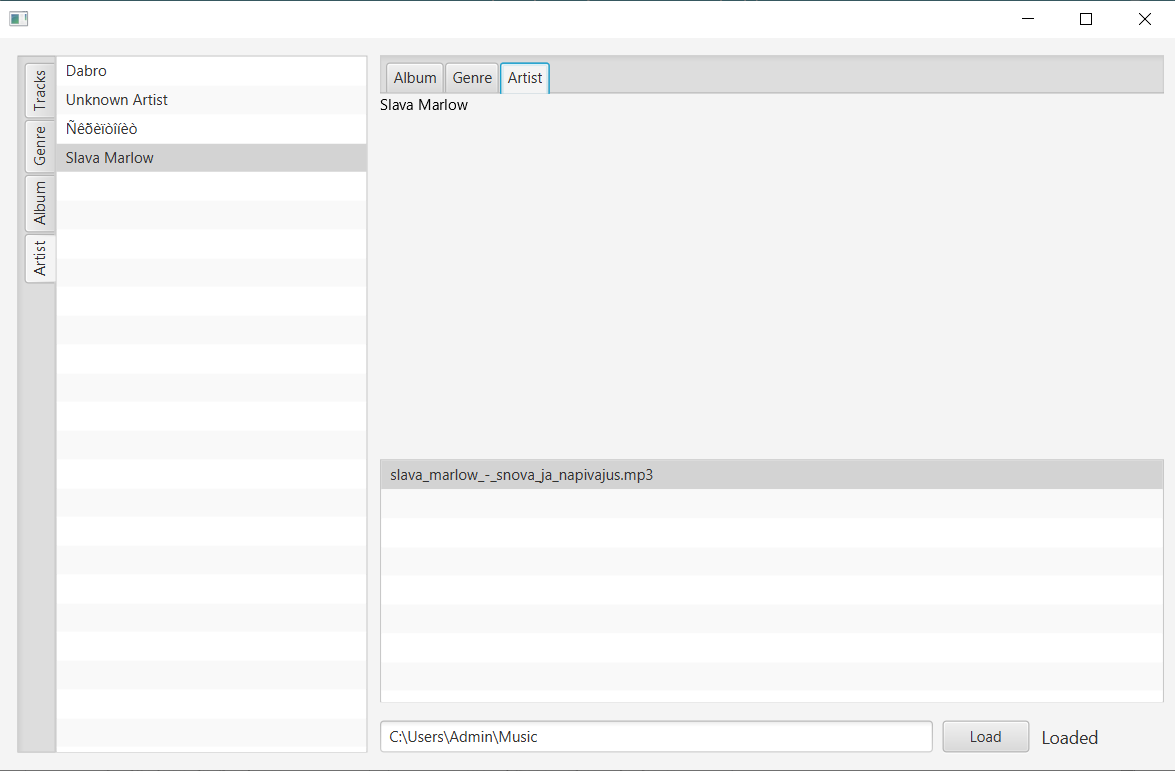 Tracks
Genre
Album
Artist
Dabro
Unknown Artist
Ñêðèïòîíèò
Slava Marlow
Album Genre Artist
Slava Marlow
slava_marlow_-_snova_ja_napivajus.mp3
C:\Users\Admin\Music
Load
Loaded